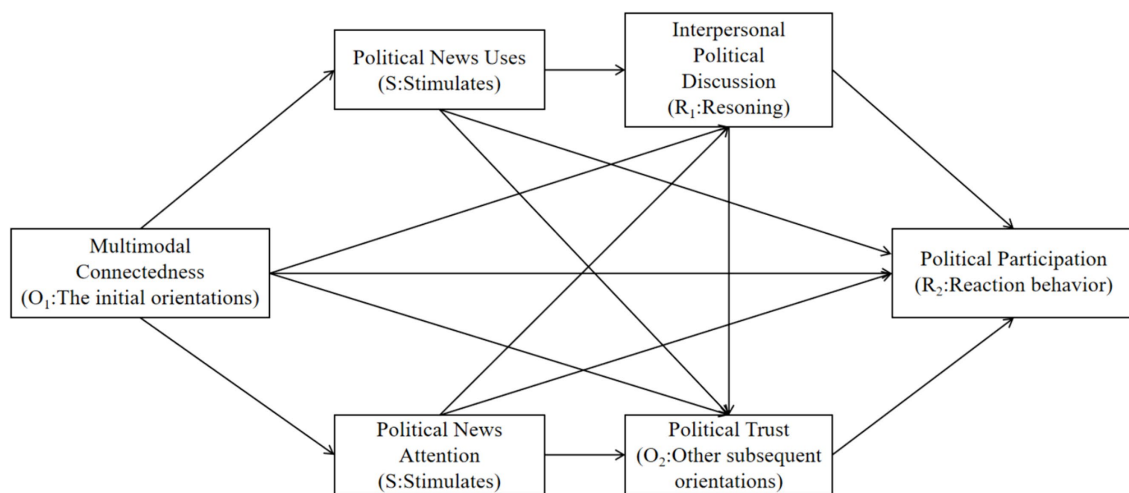 Political News Uses
(S:Stimulates)
Interpersonal
Political
Discussion
(R₁:Resoning)
Multimodal
Connectedness
(O₁:The initial orientations)
Political Participation
(R₂:Reaction behavior)
Political News
Attention
(S:Stimulates)
Political Trust
(O₂:Other subsequent
orientations)